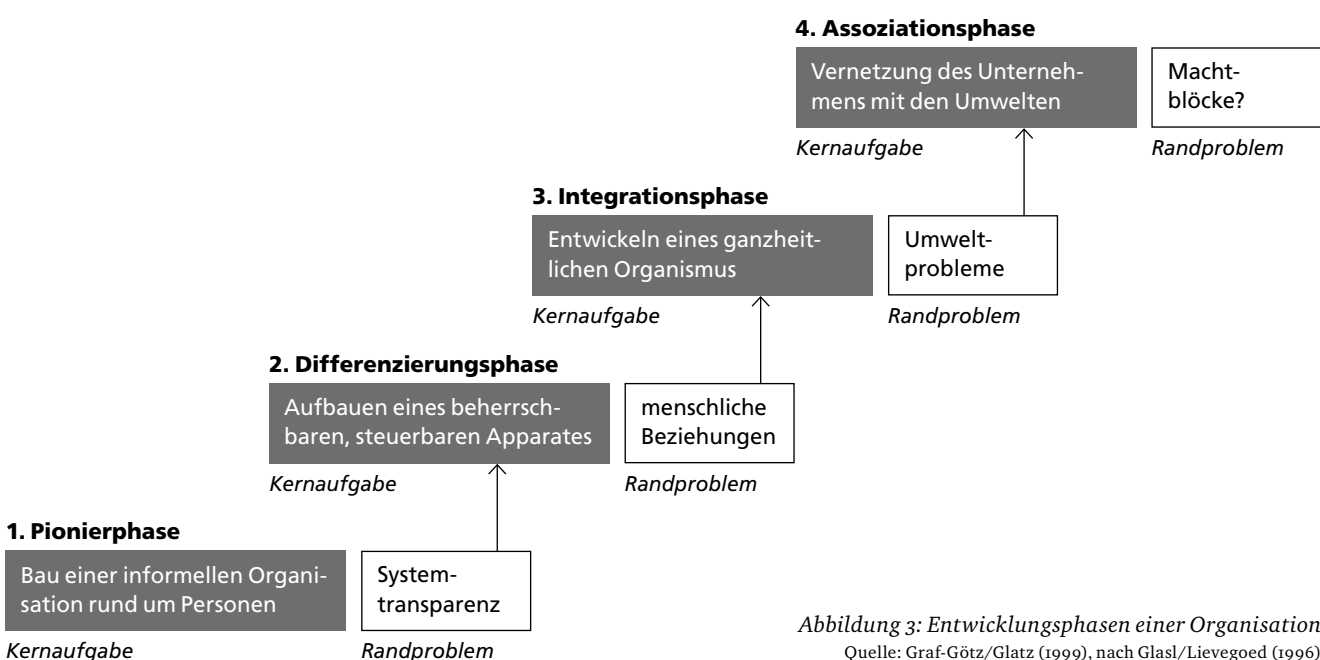 4. Assoziationsphase
Vernetzung des Unterneh-
mens mit den Umwelten
Macht-
blöcke?
Kernaufgabe
Randproblem
3. Integrationsphase
Entwickeln eines ganzheit-
lichen Organismus
Umwelt-
probleme
Kernaufgabe
Randproblem
2. Differenzierungsphase
Aufbauen eines beherrsch-
baren, steuerbaren Apparates
menschliche
Beziehungen
Kernaufgabe
Randproblem
1. Pionierphase
Bau einer informellen Organi-
sation rund um Personen
System-
transparenz
Kernaufgabe
Randproblem
Abbildung 3: Entwicklungsphasen einer Organisation
Quelle: Graf-Götz/Glatz (1999), nach Glasl/Lievegoed (1996)